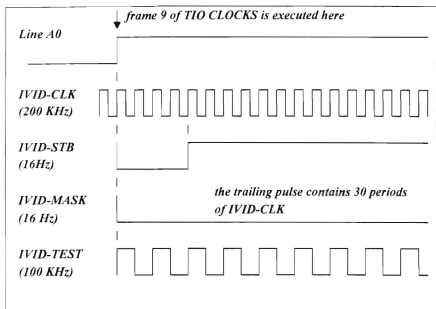 frame 9 of TIO CLOCKS is executed here
Line A0
IVID-CLK
(200 KHz)
IVID-STB
(16Hz)
IVID-MASK
(16 Hz)
the trailing pulse contains 30 periods
of IVID-CLK
IVID-TEST
(100 KHz)